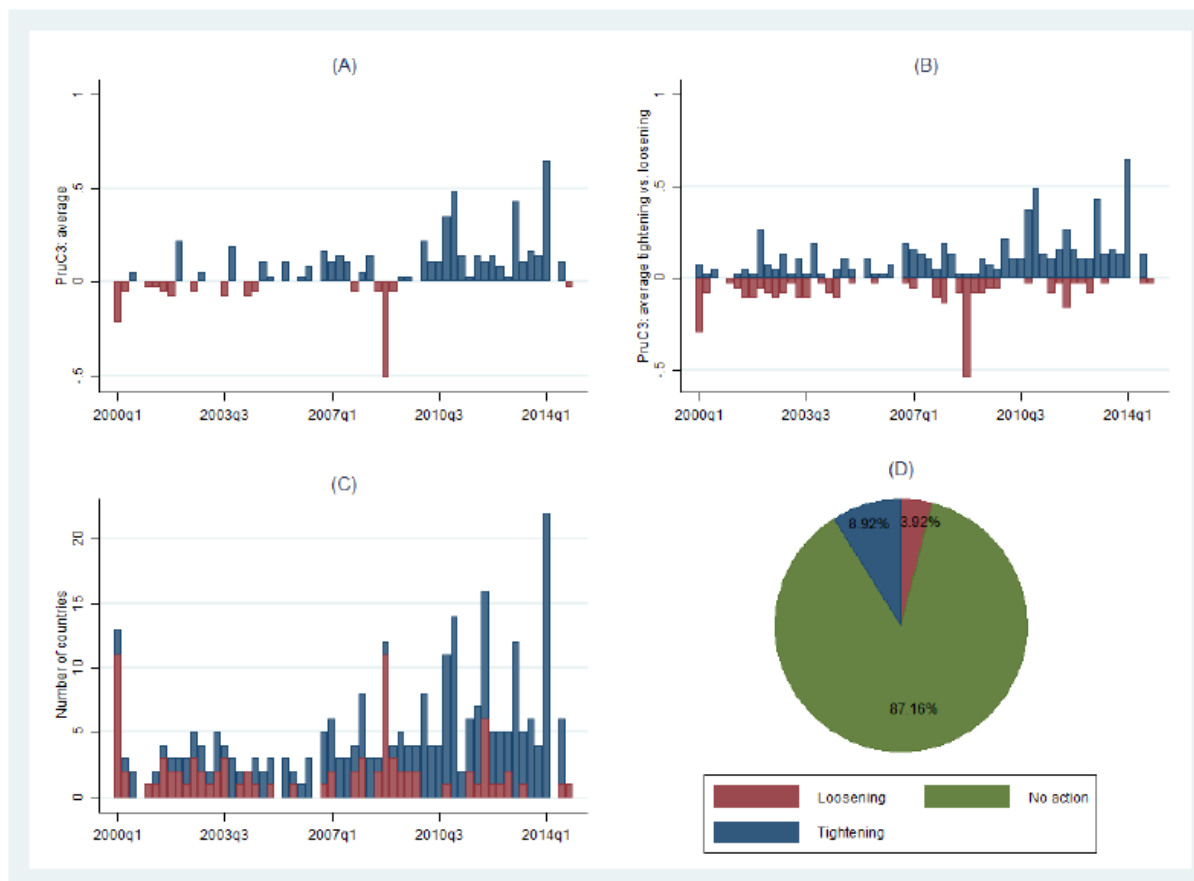 (A)
PruC3: average
1
.5
0
-.5
2000q1 2003q3 2007q1 2010q3 2014q1
(B)
PruC3: average tightening vs. loosening
1
.5
0
-.5
2000q1 2003q3 2007q1 2010q3 2014q1
(C)
Number of countries
20
15
10
5
0
2000q1 2003q3 2007q1 2010q3 2014q1
(D)
8.92% 3.92%
87.16%
Loosening No action
Tightening